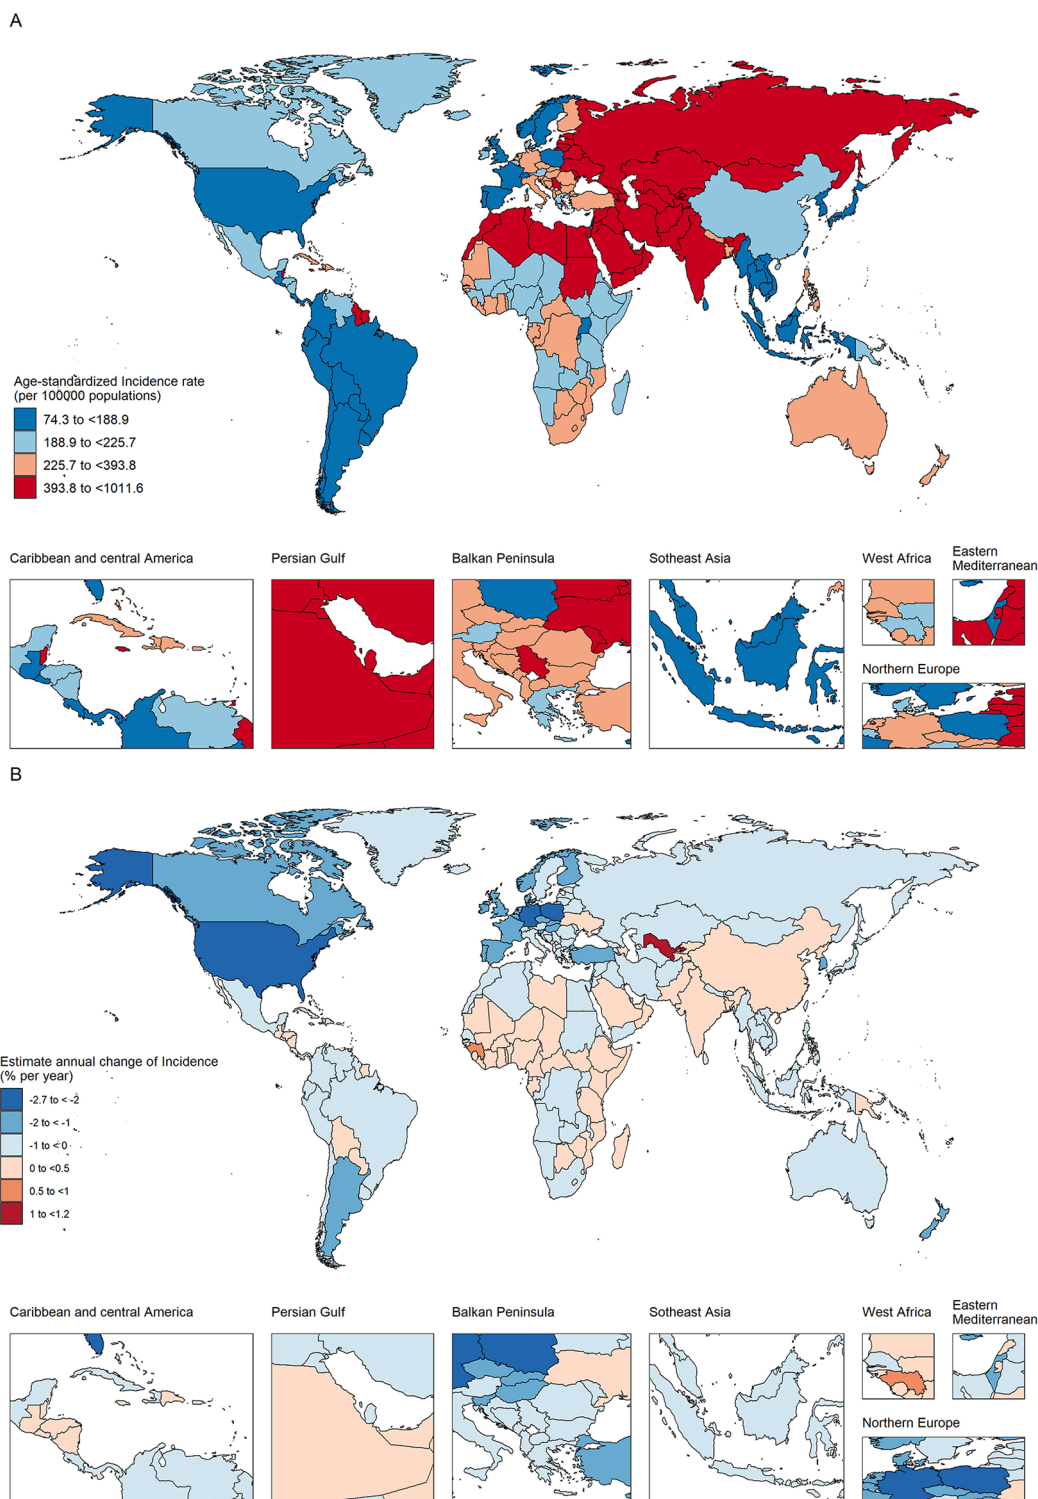 A
Age-standardized Incidence rate
(per 100000 populations)
74.3 to <188.9
188.9 to <225.7
225.7 to <393.8
393.8 to <1011.6
Caribbean and central America
Persian Gulf
Balkan Peninsula
Sotheast Asia
West Africa
Eastern
Mediterranean
Northern Europe
B
Estimate annual change of Incidence
(% per year)
-2.7 to < -2
-2 to < -1
-1 to <0
0 to <0.5
0.5 to <1
1 to <1.2
Caribbean and central America
Persian Gulf
Balkan Peninsula
Sotheast Asia
West Africa
Eastern
Mediterranean
Northern Europe